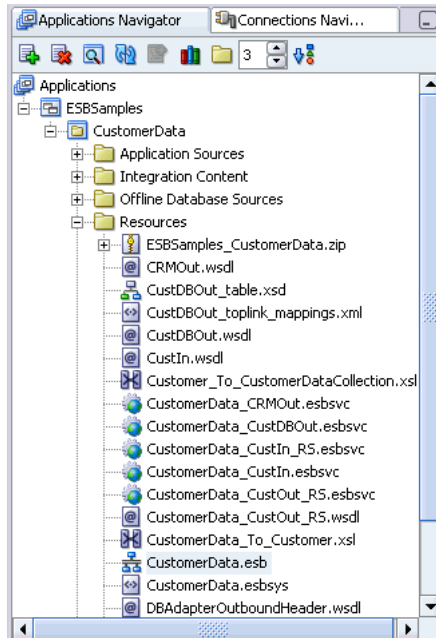 Applications Navigator Connections Navi...
3
Applications
ESBSamples
CustomerData
Application Sources
Integration Content
Offline Database Sources
Resources
ESBSamples_CustomerData.zip
CRMOut.wsdl
CustDBOut_table.xsd
CustDBOut_toplink_mappings.xml
CustDBOut.wsdl
CustIn.wsdl
Customer_To_CustomerDataCollection.xsl
CustomerData_CRMOut.esbsvc
CustomerData_CustDBOut.esbsvc
CustomerData_CustIn_RS.esbsvc
CustomerData_CustIn.esbsvc
CustomerData_CustOut_RS.esbsvc
CustomerData_CustOut_RS.wsdl
CustomerData_To_Customer.xsl
CustomerData.esb
CustomerData.esbsys
DBAdapterOutboundHeader.wsdl